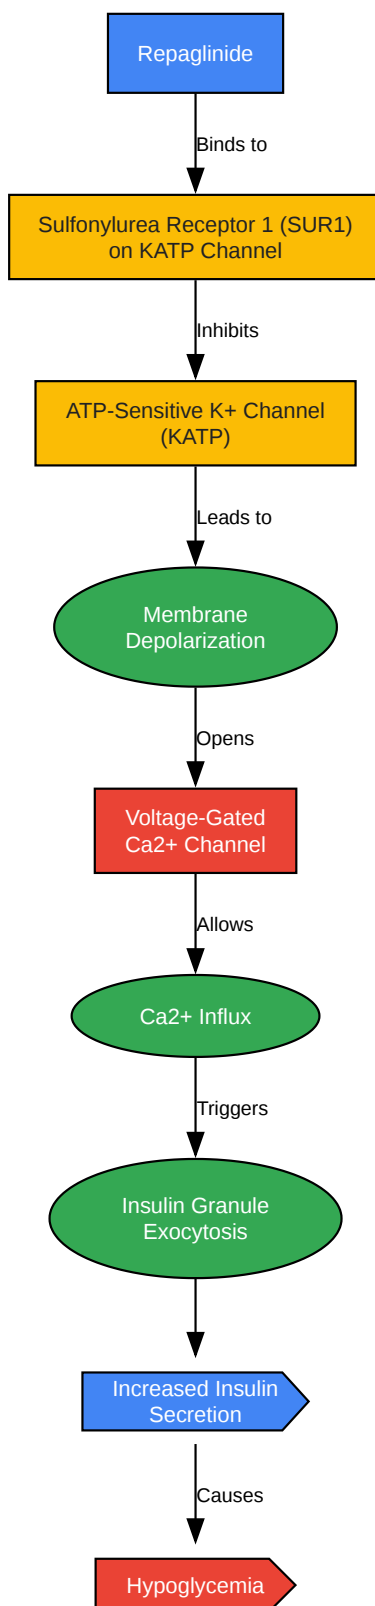 Repaglinide
Binds to
Sulfonylurea Receptor 1 (SUR1)
on KATP Channel
Inhibits
ATP-Sensitive K+ Channel
(KATP)
Leads to
Membrane
Depolarization
Opens
Voltage-Gated
Ca2+ Channel
Allows
Ca2+ Influx
Triggers
Insulin Granule
Exocytosis
Increased Insulin
Secretion
Causes
Hypoglycemia